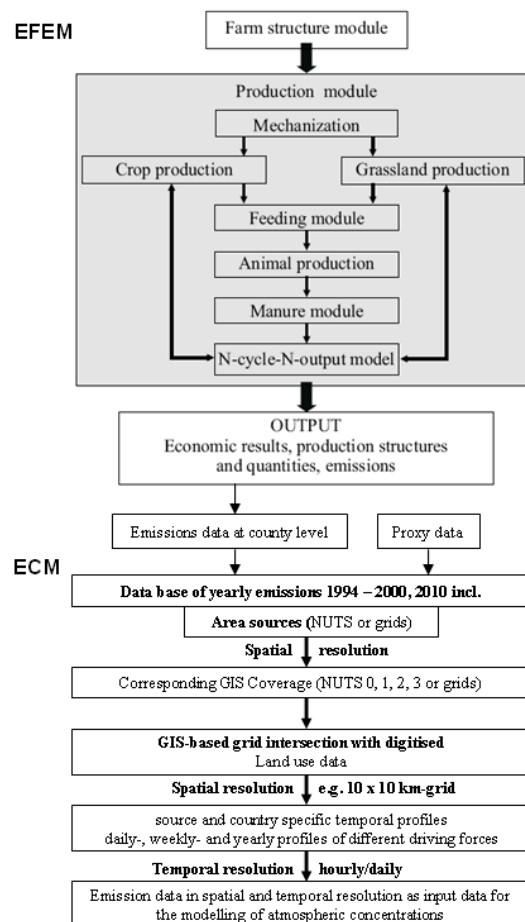 EFEM
Farm structure module
Production module
Mechanization
Crop production
Grassland production
Feeding module
Animal production
Manure module
N-cycle-N-output model
OUTPUT
Economic results, production structures
and quantities, emissions
Emissions data at county level
Proxy data
ECM
Data base of yearly emissions 1994 – 2000, 2010 incl.
Area sources (NUTS or grids)
Spatial resolution
Corresponding GIS Coverage (NUTS 0, 1, 2, 3 or grids)
GIS-based grid intersection with digitised
Land use data
Spatial resolution e.g. 10 x 10 km-grid
source and country specific temporal profiles
daily-, weekly- and yearly profiles of different driving forces
Temporal resolution hourly/daily
Emission data in spatial and temporal resolution as input data for
the modelling of atmospheric concentrations